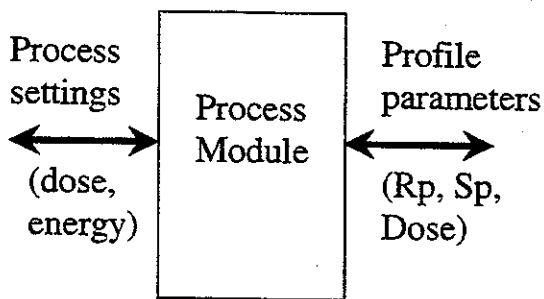 Process
settings
(dose,
energy)
Process
Module
Profile
parameters
(Rp, Sp,
Dose)